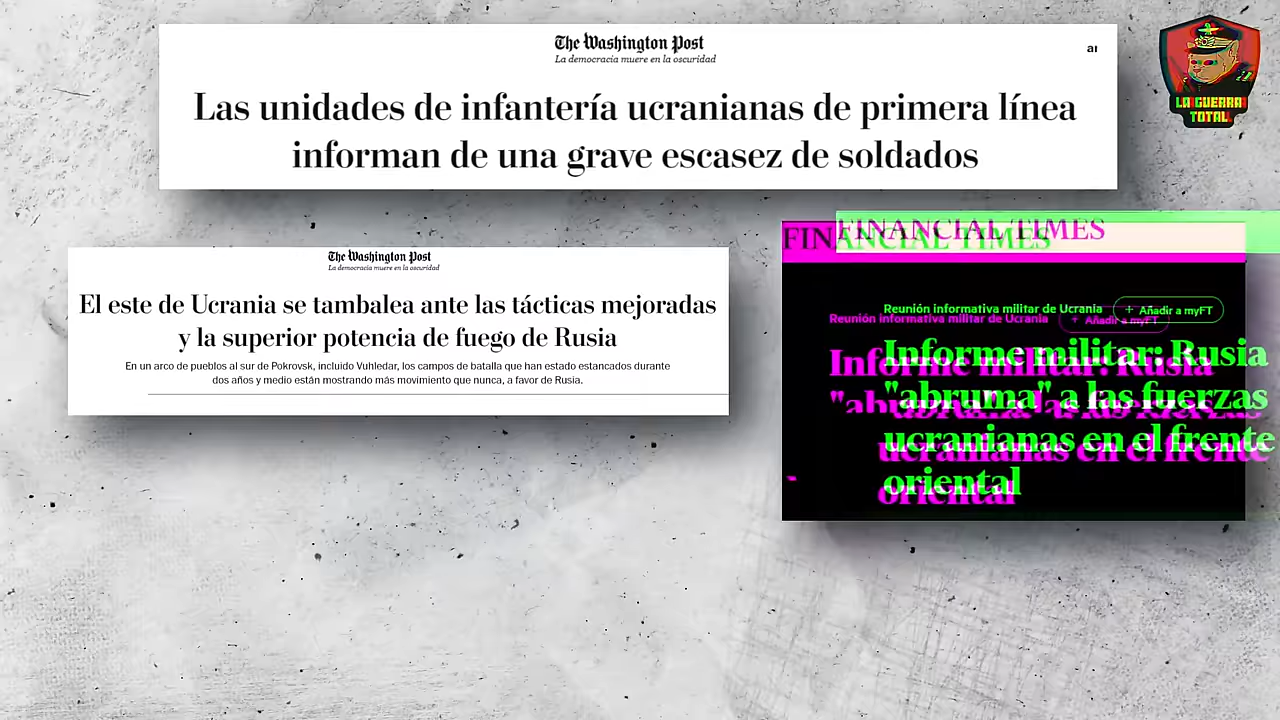 The Washington Post
La democracia muere en la oscuridad
ar
Las unidades de infantería ucranianas de primera línea
informan de una grave escasez de soldados
LA GUERRA
TOTAL
The Washington Post
La democracia muere en la oscuridad
El este de Ucrania se tambalea ante las tácticas mejoradas
y la superior potencia de fuego de Rusia
En un arco de pueblos al sur de Pokrovsk, incluido Vuhledar, los campos de batalla que han estado estancados durante
dos años y medio están mostrando más movimiento que nunca, a favor de Rusia.
FINANCIAL TIMES
Reunión informativa militar de Ucrania + Añadir a myFT
Informe militar: Rusia
"abruma" a las fuerzas
ucranianas en el frente
oriental